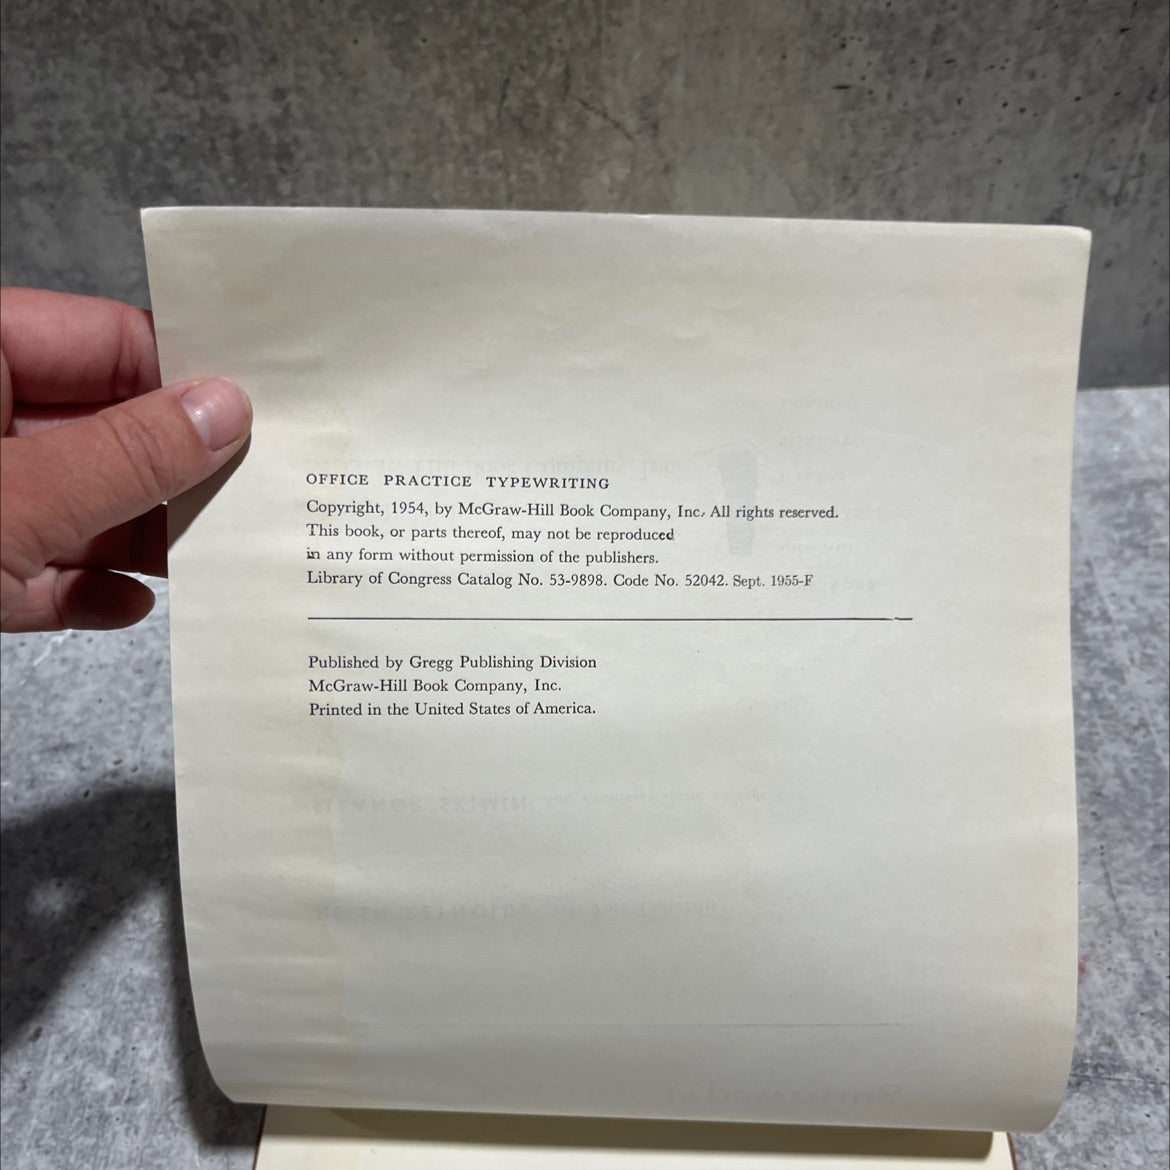 OFFICE PRACTICE TYPEWRITING
Copyright, 1954, by McGraw-Hill Book Company, Inc. All rights reserved.
This book, or parts thereof, may not be reproduced
in any form without permission of the publishers.
Library of Congress Catalog No. 53-9898. Code No. 52042. Sept. 1955-F
Published by Gregg Publishing Division
McGraw-Hill Book Company, Inc.
Printed in the United States of America.